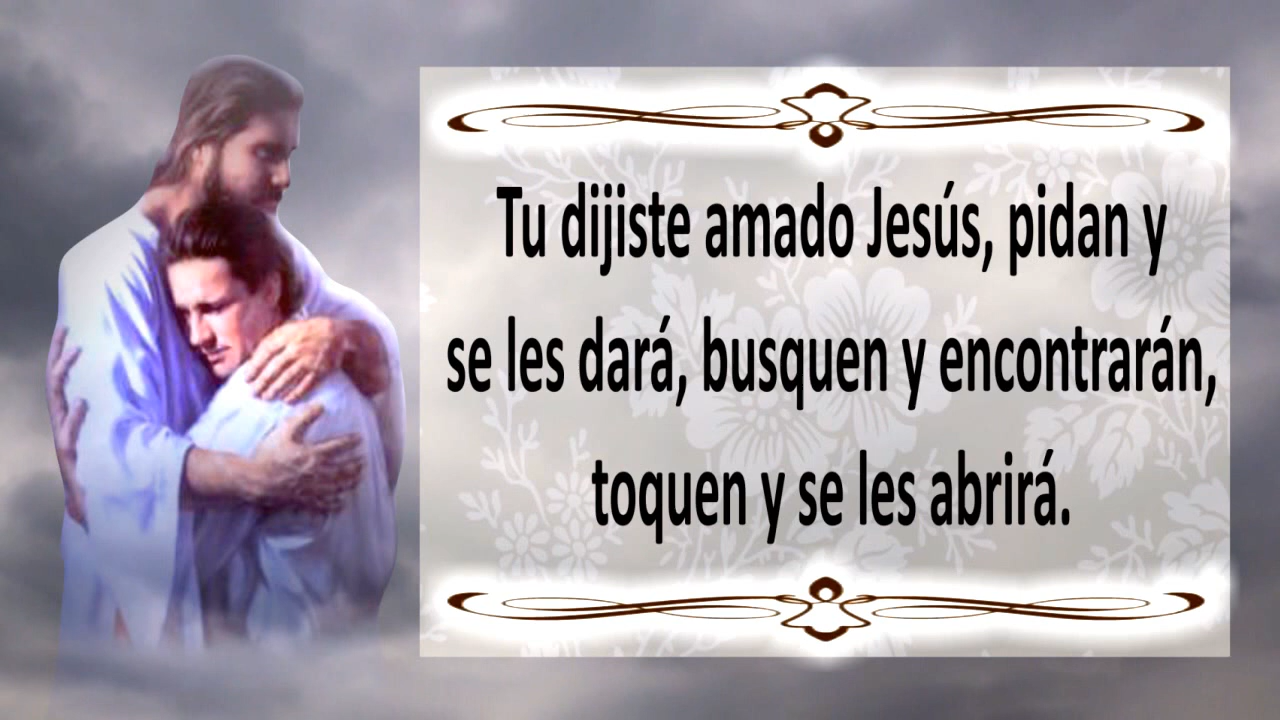 Tu dijiste amado Jesús, pidan y
se les dará, busquen y encontrarán,
toquen y se les abrirá.